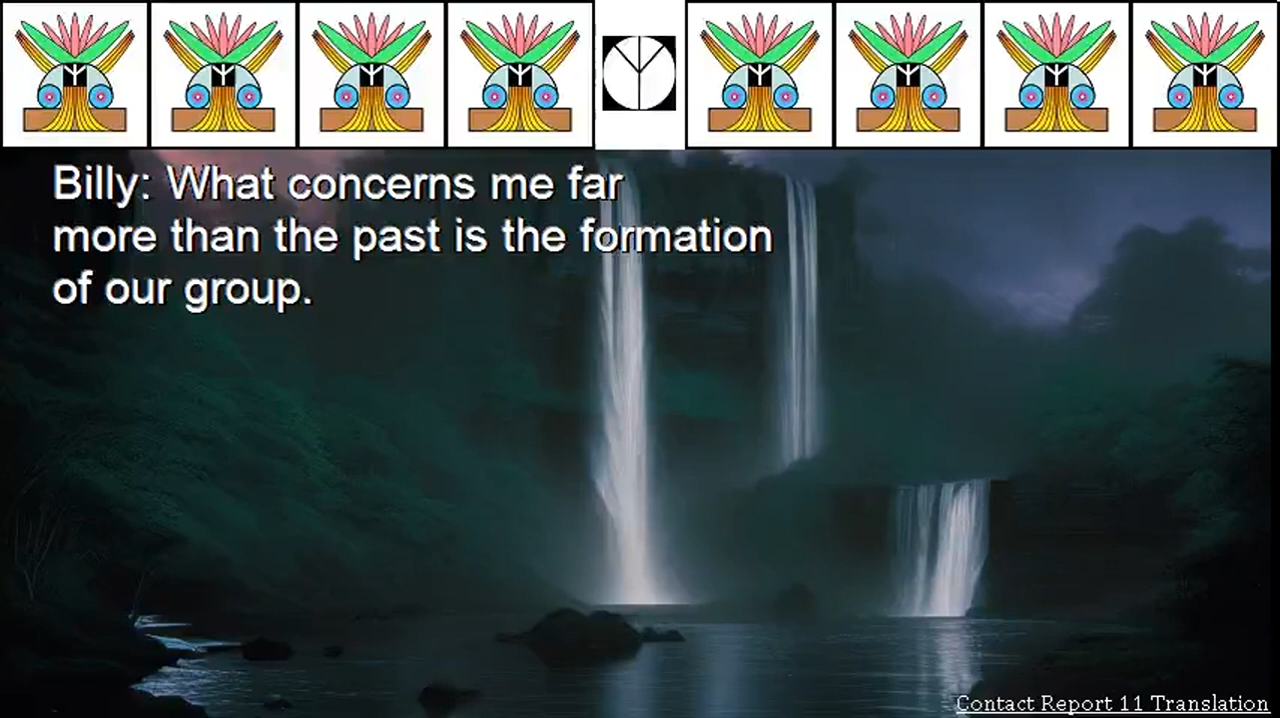 Billy: What concerns me far
more than the past is the formation
of our group.
Contact Report 11 Translation